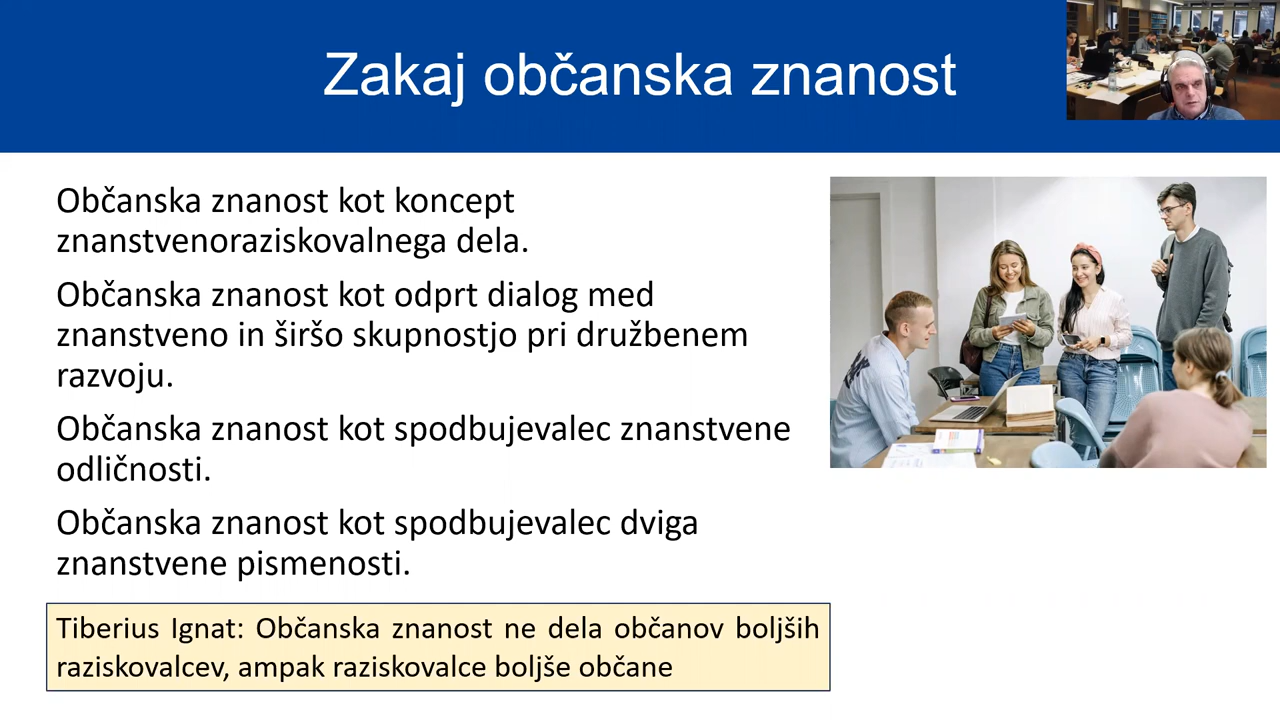 Zakaj občanska znanost
Občanska znanost kot koncept
znanstvenoraziskovalnega dela.
Občanska znanost kot odprt dialog med
znanstveno in širšo skupnostjo pri družbenem
razvoju.
Občanska znanost kot spodbujevalec znanstvene
odličnosti.
Občanska znanost kot spodbujevalec dviga
znanstvene pismenosti.
Tiberius Ignat: Občanska znanost ne dela občanov boljših
raziskovalcev, ampak raziskovalce boljše občane